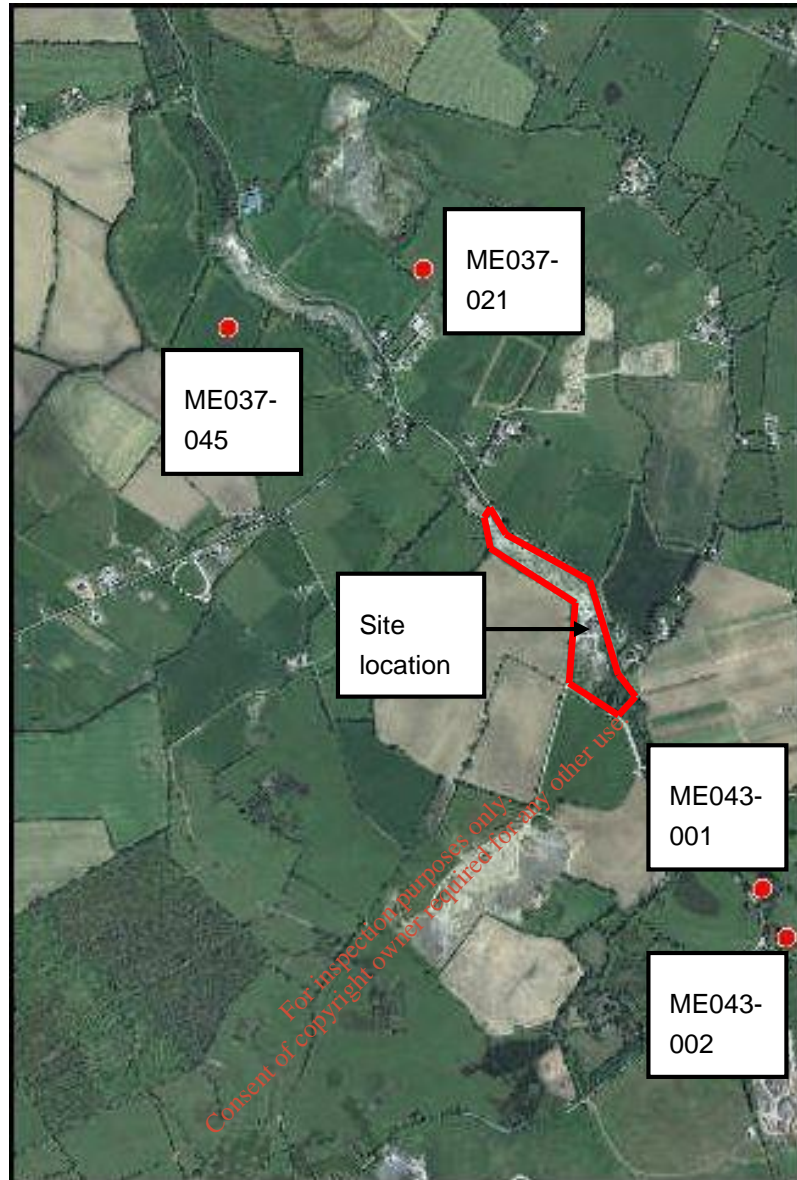 ME037-
021
ME037-
045
Site
location
ME043-
001
ME043-
002
For inspection purposes only.
Consent of copyright owner required for any other use.